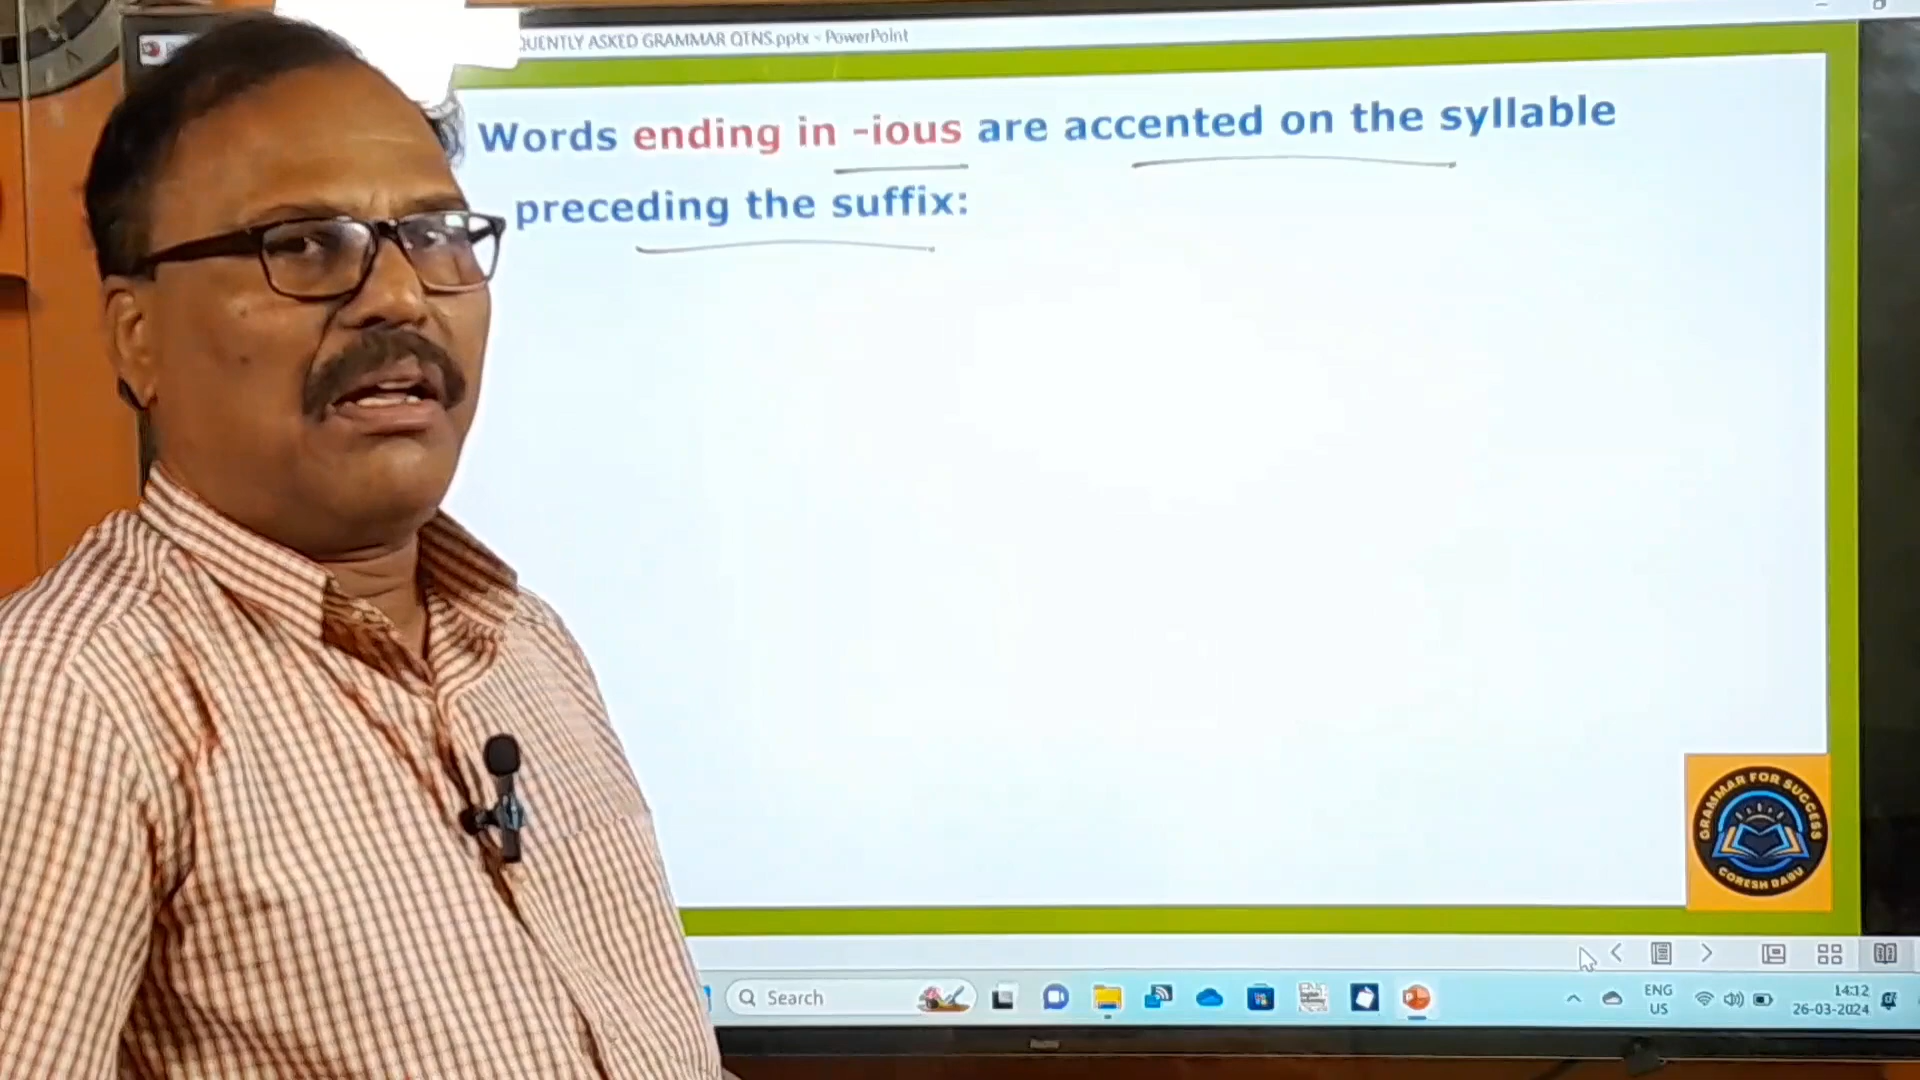 QUENTLY ASKED GRAMMAR QTNS.pptx - PowerPoint
Words ending in -ious are accented on the syllable
preceding the suffix:
GRAMMAR FOR SUCCESS
CORESH BABU
Search
ENG
US
14:12
26-03-2024